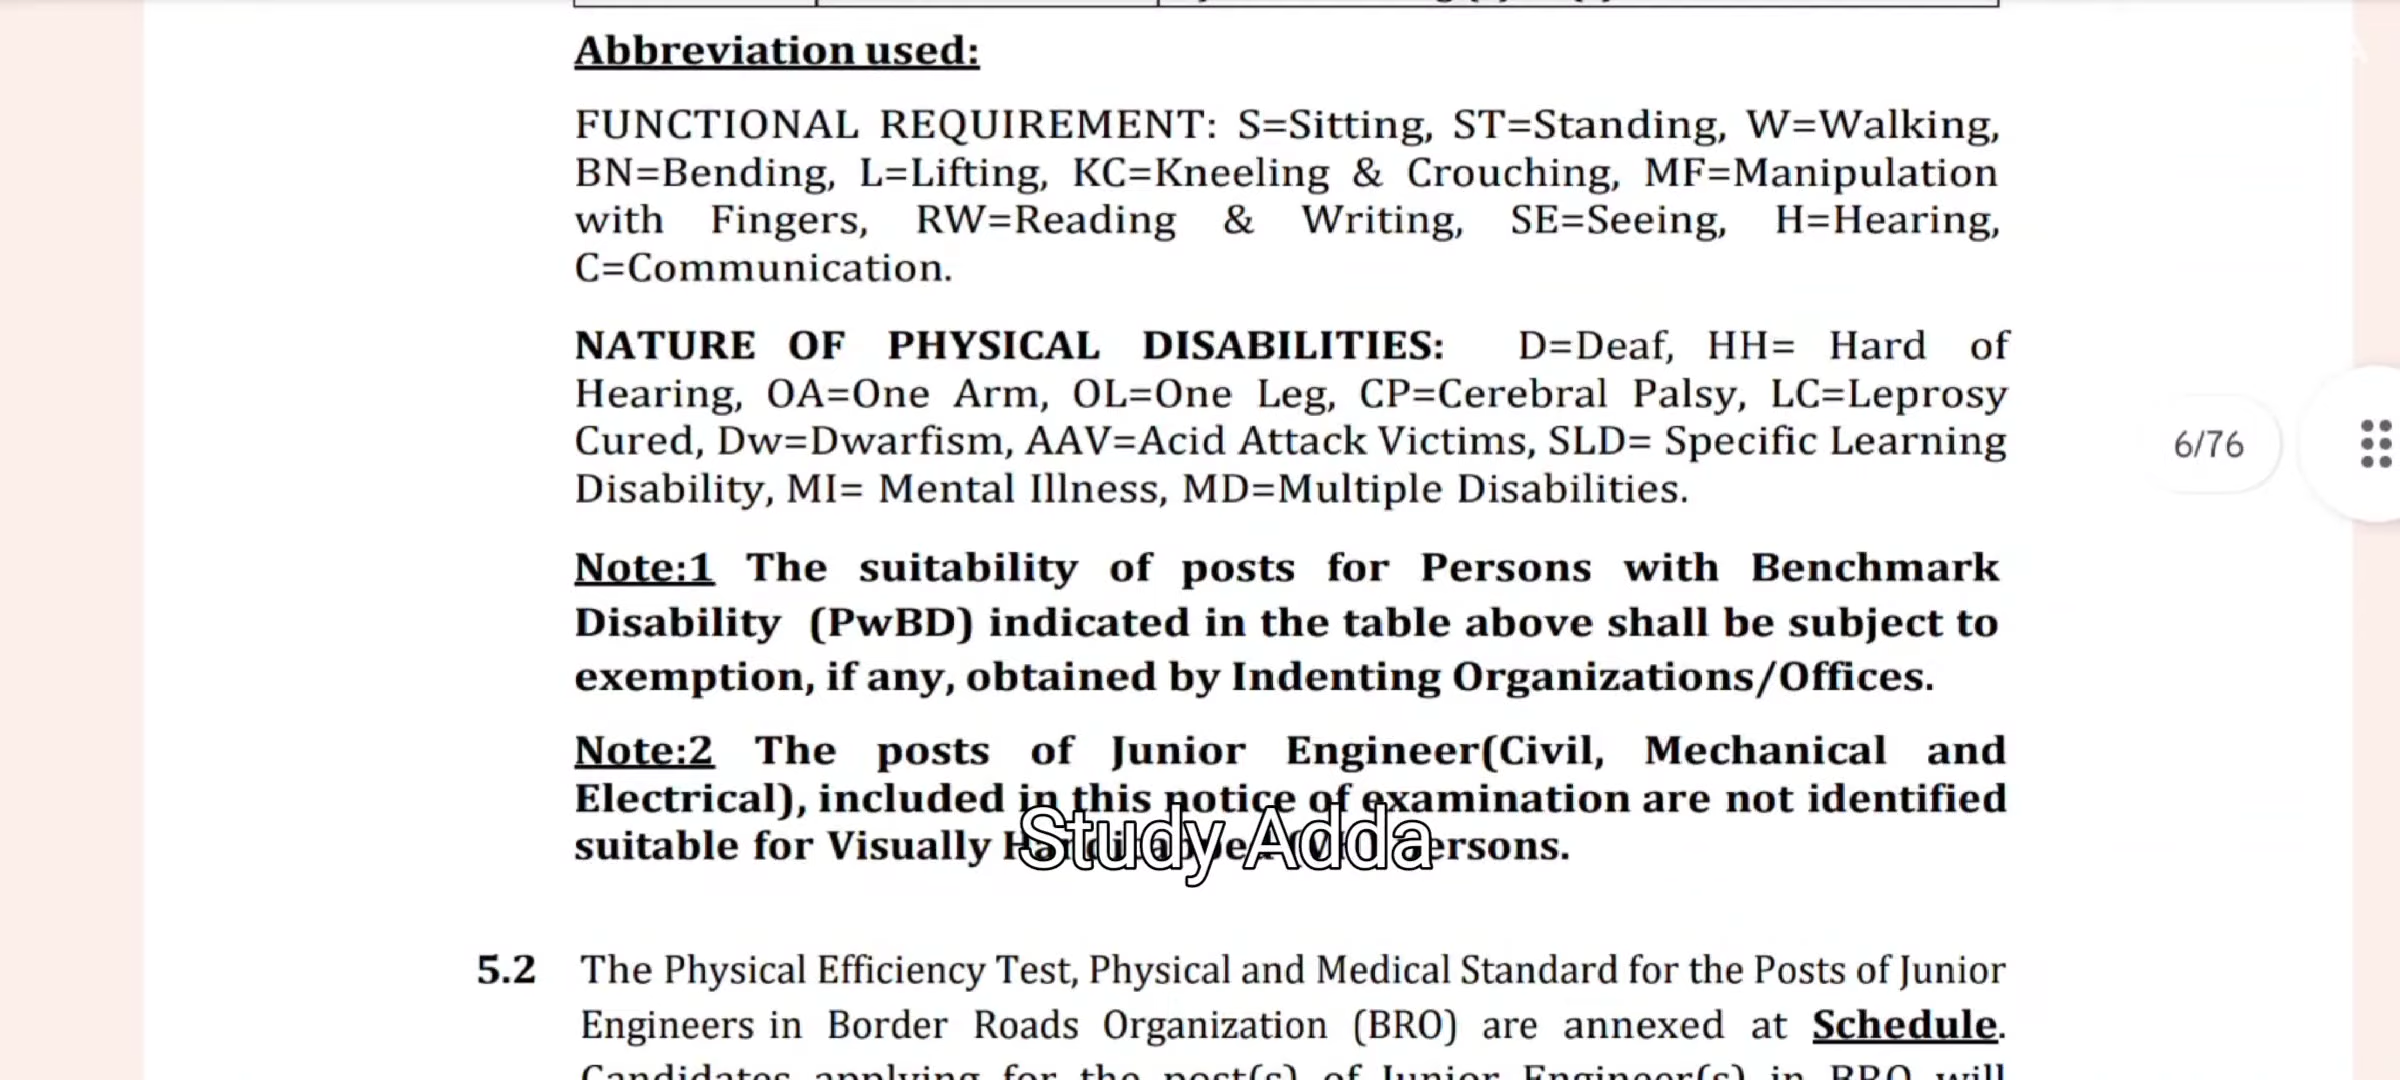 Abbreviation used:
FUNCTIONAL REQUIREMENT: S=Sitting, ST=Standing, W=Walking,
BN=Bending, L=Lifting, KC=Kneeling & Crouching, MF=Manipulation
with Fingers, RW=Reading & Writing, SE=Seeing, H=Hearing,
C=Communication.
NATURE OF PHYSICAL DISABILITIES: D=Deaf, HH= Hard of
Hearing, OA=One Arm, OL=One Leg, CP=Cerebral Palsy, LC=Leprosy
Cured, Dw=Dwarfism, AAV=Acid Attack Victims, SLD= Specific Learning
Disability, MI= Mental Illness, MD=Multiple Disabilities.
6/76
Note:1 The suitability of posts for Persons with Benchmark
Disability (PwBD) indicated in the table above shall be subject to
exemption, if any, obtained by Indenting Organizations/Offices.
Note:2 The posts of Junior Engineer(Civil, Mechanical and
Electrical), included in this notice of examination are not identified
suitable for Visually
Study Adda
5.2 The Physical Efficiency Test, Physical and Medical Standard for the Posts of Junior
Engineers in Border Roads Organization (BRO) are annexed at Schedule.
Candidates applying for the post(s) of Junior Engineer(s) in BRO will